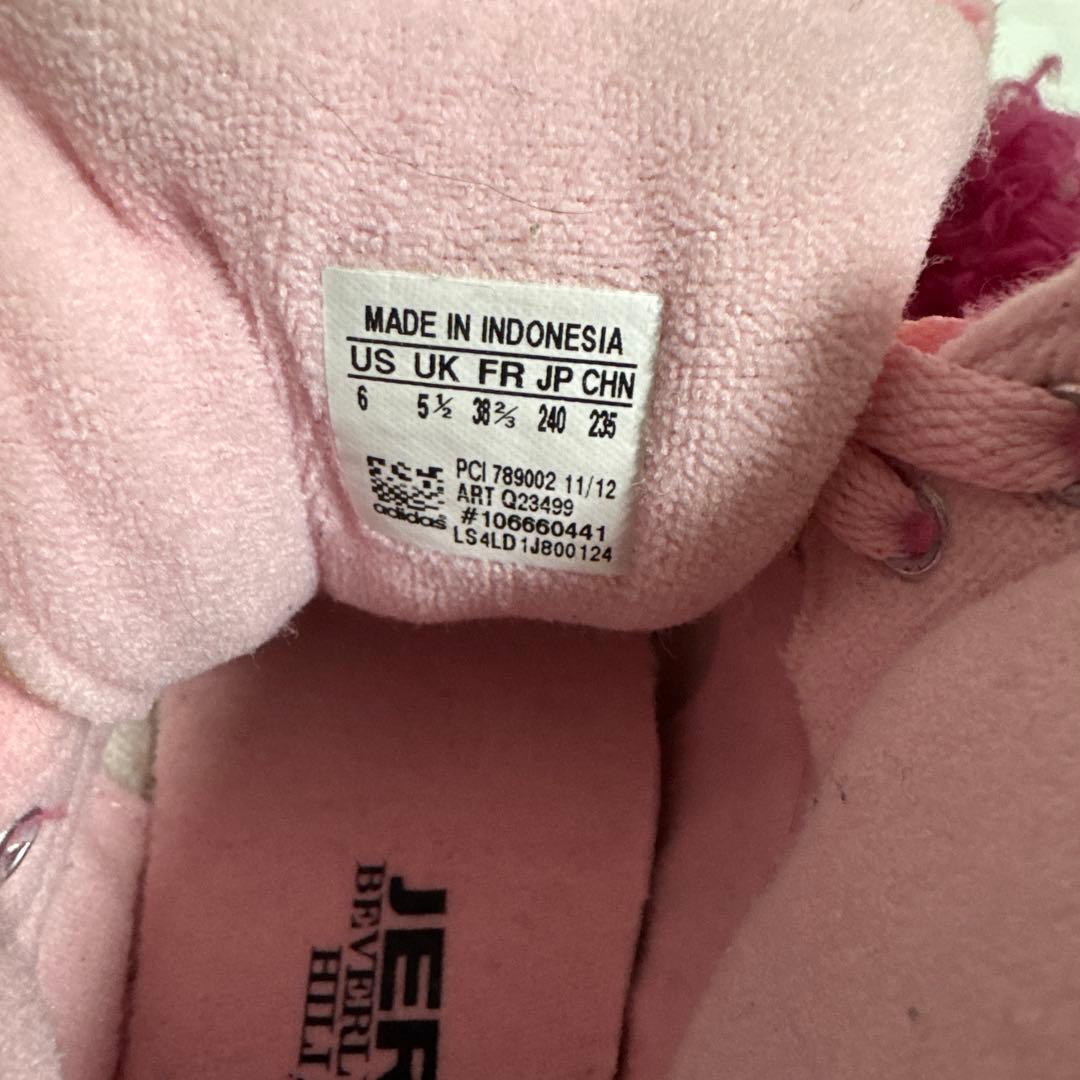 MADE IN INDONESIA
US UK FR JP CHN
6 5½ 38⅔ 240 235
PCI 789002 11/12
ART Q23499
#106660441
LS4LD1J800124
adidas
JER
BEVERL
HILL